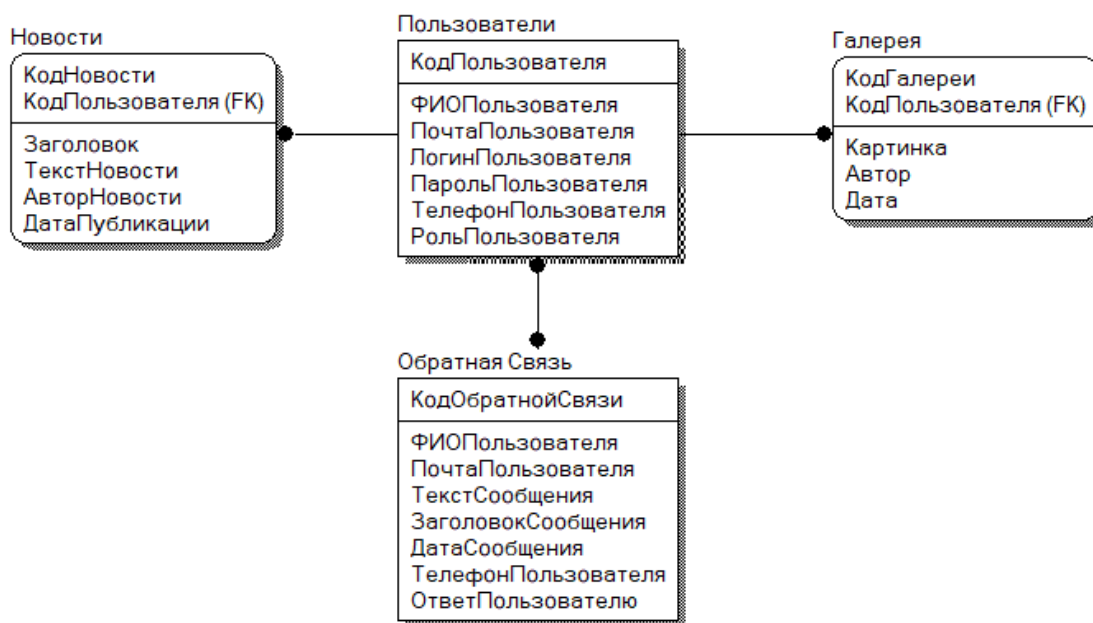 Новости
КодНовости
КодПользователя (FK)
Заголовок
ТекстНовости
АвторНовости
ДатаПубликации
Пользователи
КодПользователя
ФИОПользователя
ПочтаПользователя
ЛогинПользователя
ПарольПользователя
ТелефонПользователя
РольПользователя
Галерея
КодГалереи
КодПользователя (FK)
Картинка
Автор
Дата
Обратная Связь
КодОбратнойСвязи
ФИОПользователя
ПочтаПользователя
ТекстСообщения
ЗаголовокСообщения
ДатаСообщения
ТелефонПользователя
ОтветПользователю